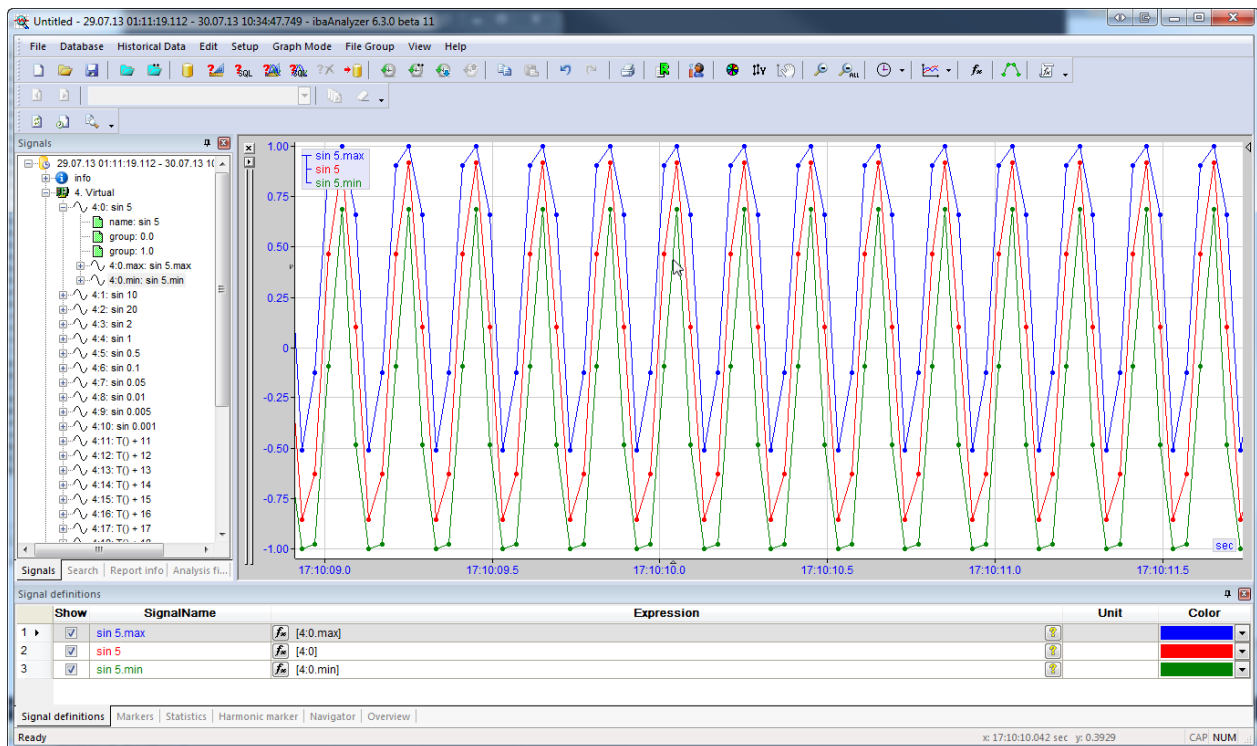 Untitled - 29.07.13 01:11:19.112 - 30.07.13 10:34:47.749 - ibaAnalyzer 6.3.0 beta 11
File Database Historical Data Edit Setup Graph Mode File Group View Help
Signals
29.07.13 01:11:19.112 - 30.07.13 1(
info
4. Virtual
4:0: sin 5
name: sin 5
group: 0.0
group: 1.0
4:0.max: sin 5.max
4:0.min: sin 5.min
4:1: sin 10
4:2: sin 20
4:3: sin 2
4:4: sin 1
4:5: sin 0.5
4:6: sin 0.1
4:7: sin 0.05
4:8: sin 0.01
4:9: sin 0.005
4:10: sin 0.001
4:11: T() + 11
4:12: T() + 12
4:13: T() + 13
4:14: T() + 14
4:15: T() + 15
4:16: T() + 16
4:17: T() + 17
Signals Search Report info Analysis fi...
sin 5.max
sin 5
sin 5.min
1.00
0.75
0.50
0.25
0
-0.25
-0.50
-0.75
-1.00
sec
17:10:09.0 17:10:09.5 17:10:10.0 17:10:10.5 17:10:11.0 17:10:11.5
Signal definitions
Show SignalName Expression Unit Color
1 sin 5.max fx [4:0.max] ?
2 sin 5 fx [4:0] ?
3 sin 5.min fx [4:0.min] ?
Signal definitions Markers Statistics Harmonic marker Navigator Overview
Ready x: 17:10:10.042 sec y: 0.3929 CAP NUM